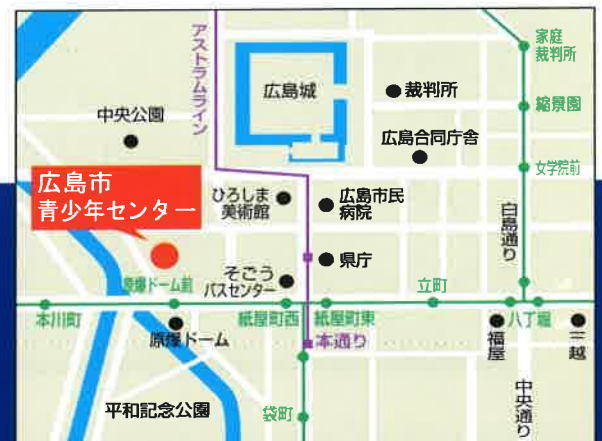 家庭
裁判所
アストラムライン
広島城
裁判所
縮景園
中央公園
広島合同庁舎
女学院前
広島市
青少年センター
ひろしま
美術館
広島市民
病院
白島通り
県庁
そごう
バスセンター
原爆ドーム前
立町
本川町
紙屋町西
紙屋町東
八丁堀
原爆ドーム
本通り
福屋
三越
中央通り
平和記念公園
袋町